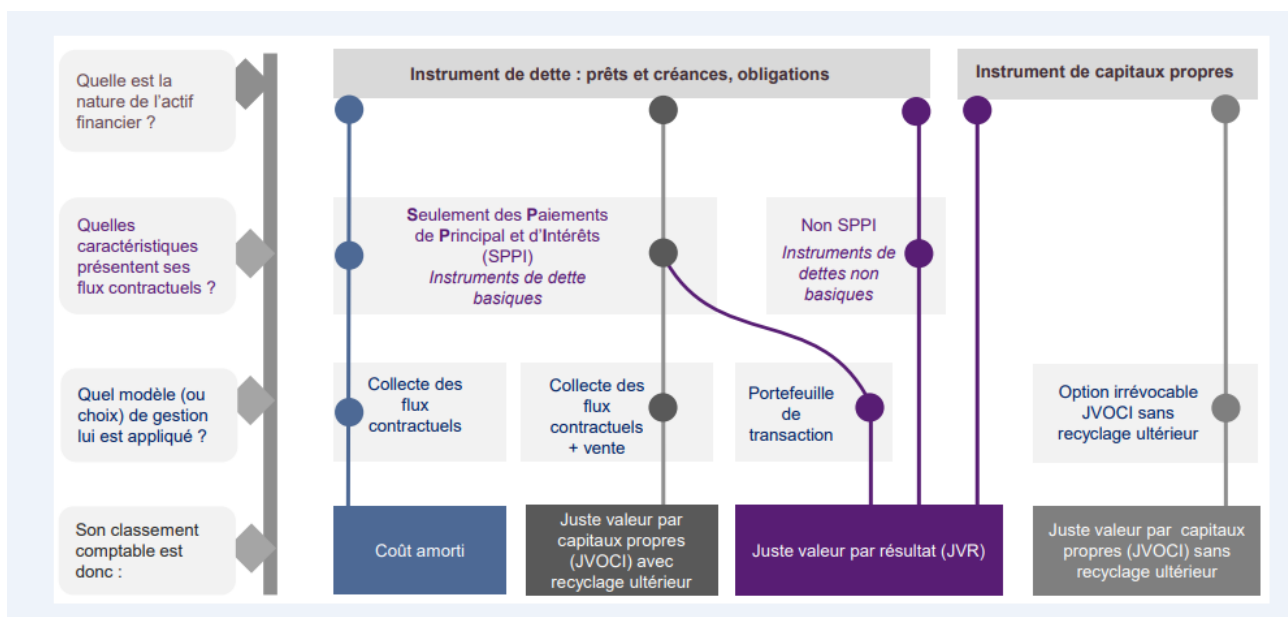 Quelle est la
nature de l'actif
financier ?
Instrument de dette : prêts et créances, obligations
Instrument de capitaux propres
Quelles
caractéristiques
présentent ses
flux contractuels ?
Seulement des Paiements
de Principal et d'Intérêts
(SPPI)
Instruments de dette
basiques
Non SPPI
Instruments de
dettes non
basiques
Quel modèle (ou
choix) de gestion
lui est appliqué ?
Collecte des
flux
contractuels
Collecte des
flux
contractuels
+ vente
Portefeuille
de
transaction
Option irrévocable
JVOCI sans
recyclage ultérieur
Son classement
comptable est
donc :
Coût amorti
Juste valeur par
capitaux propres
(JVOCI) avec
recyclage ultérieur
Juste valeur par résultat (JVR)
Juste valeur par capitaux
propres (JVOCI) sans
recyclage ultérieur